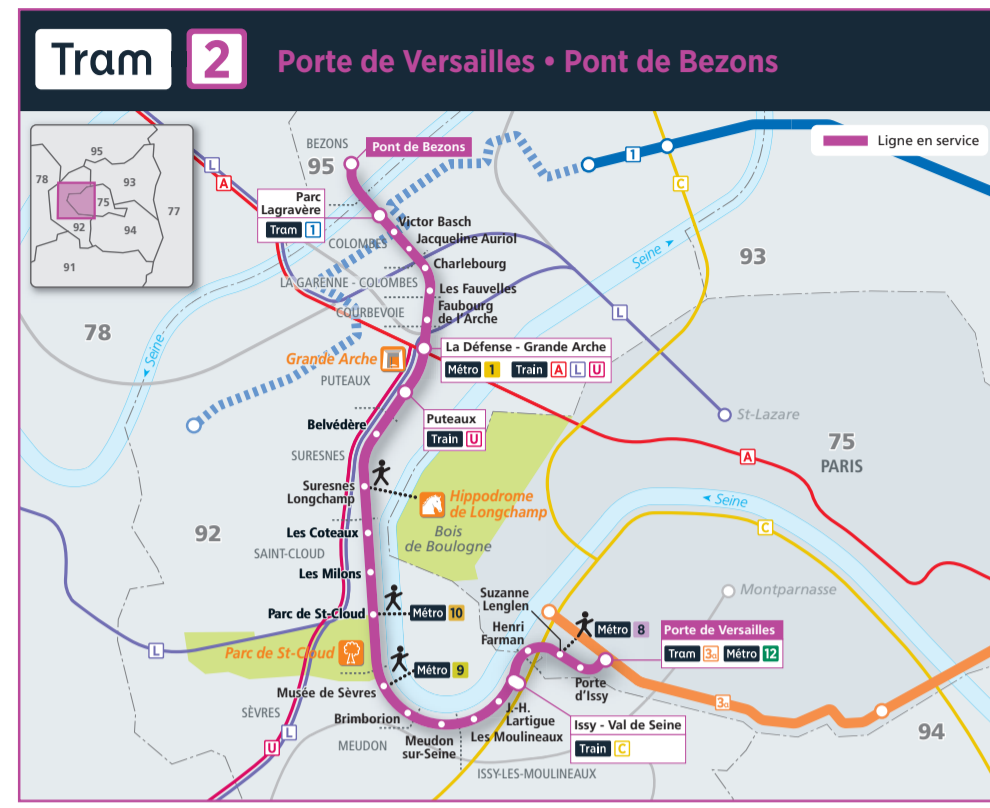 Tram 2 Porte de Versailles • Pont de Bezons
Ligne en service
95
78
93
75
77
92
94
91
BEZONS
95
Pont de Bezons
1
C
L
A
Parc
Lagravère
Tram 1
Victor Basch
Jacqueline Auriol
COLOMBES
Charlebourg
LA GARENNE - COLOMBES
Les Fauvelles
COURBEVOIE
Faubourg
de l'Arche
Seine
93
78
Seine
L
Grande Arche
La Défense - Grande Arche
Métro 1 Train A L U
PUTEAUX
Puteaux
Train U
St-Lazare
Belvédère
75
PARIS
A
SURESNES
Suresnes
Longchamp
Hippodrome
de Longchamp
Bois
de Boulogne
Seine
C
92
Les Coteaux
SAINT-CLOUD
Les Milons
Suzanne
Lenglen
Montparnasse
Parc de St-Cloud
Métro 10
Henri
Farman
Métro 8
Porte de Versailles
Tram 3a Métro 12
L
Parc de St-Cloud
Métro 9
Musée de Sèvres
Porte
d'Issy
3a
SÈVRES
Brimborion
J.-H.
Lartigue
Issy - Val de Seine
Train C
L
U
MEUDON
Meudon
sur-Seine
Les Moulineaux
94
ISSY-LES-MOULINEAUX